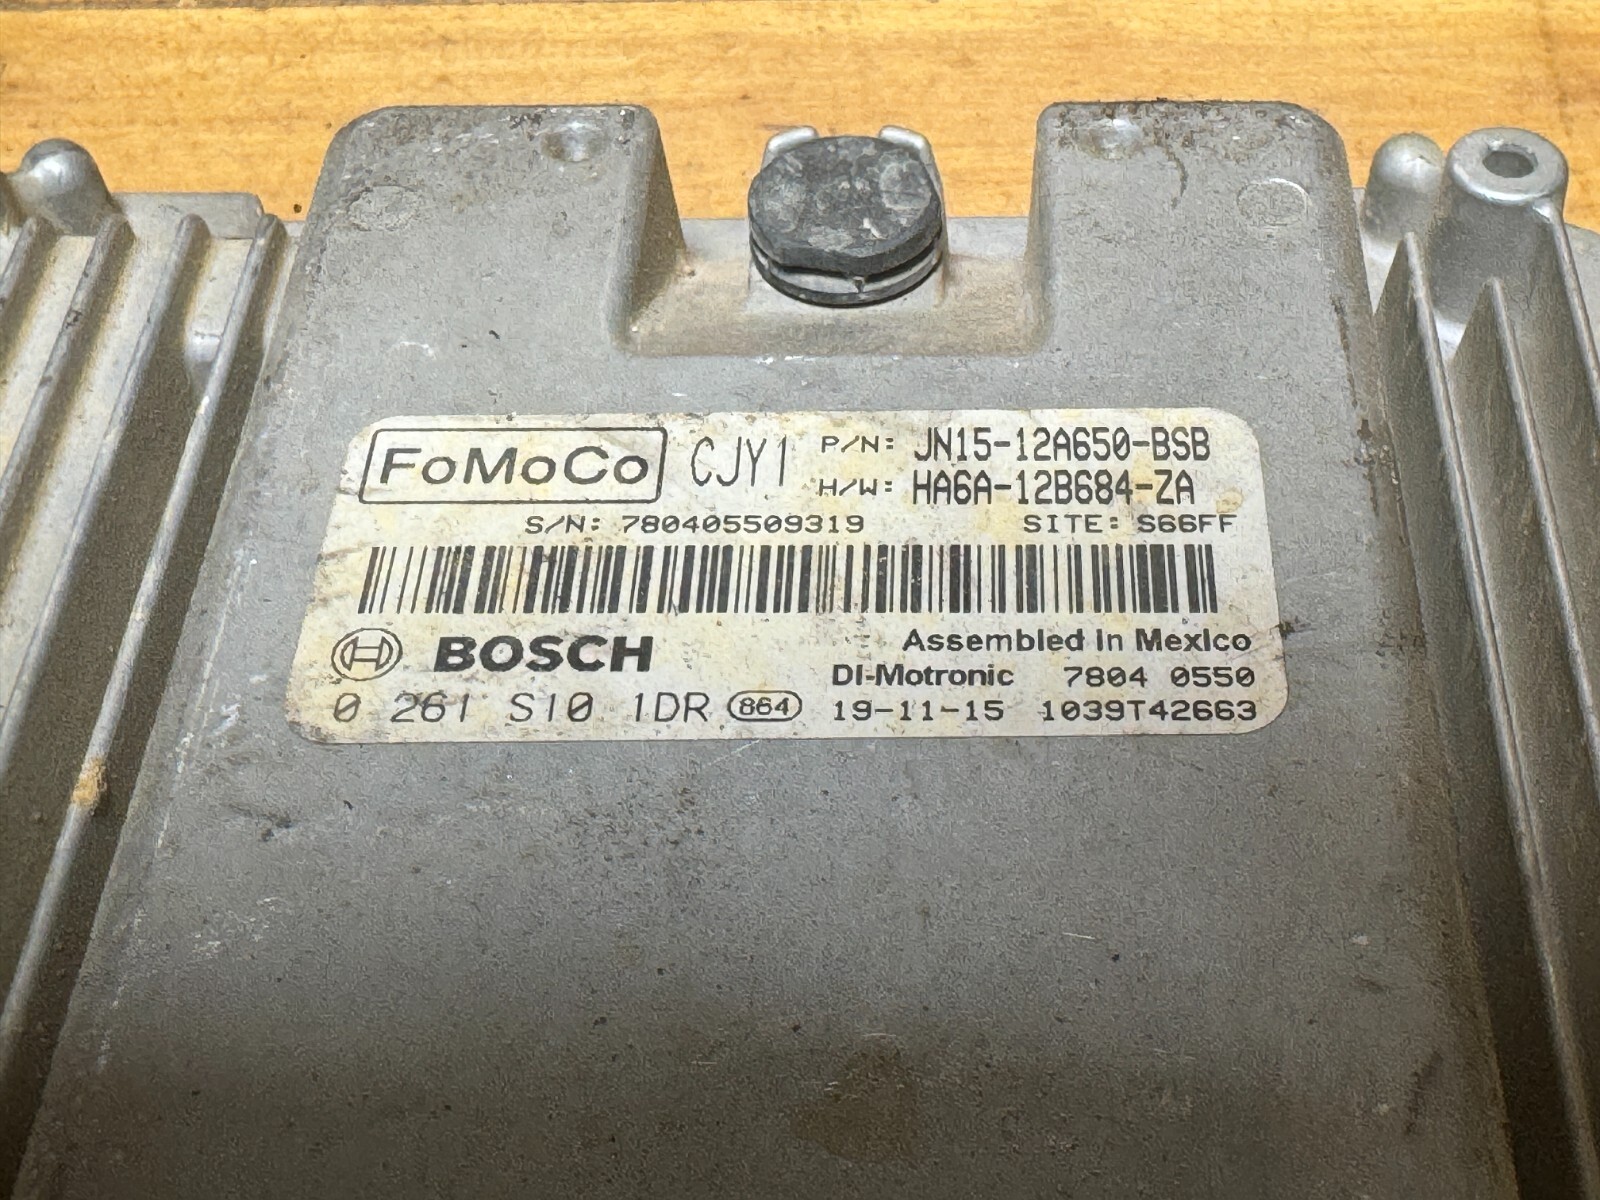 FoMoCo CJY1 P/N: JN15-12A650-BSB
H/W: HA6A-12B684-ZA
S/N: 780405509319 SITE: S66FF
BOSCH Assembled in Mexico
DI-Motronic 7804 0550
0 261 S10 1DR 864 19-11-15 1039T42663